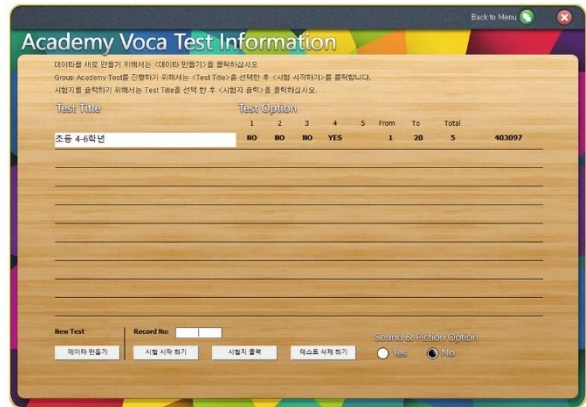 Back to Menu
Academy Voca Test Information
데이타를 새로 만들기 위해서는 <데이타 만들기>을 클릭하십시오
Group Academy Test를 진행하기 위해서는 <Test Title>을 선택한 후 <시험 시작하기>를 클릭합니다.
시험지를 출력하기 위해서는 Test Title을 선택 한 후 <시험지 출력>을 클릭하십시오.
Test Title Test Option
1 2 3 4 5 From To Total
초등 4-6학년 NO NO NO YES 1 20 5 403097
New Test Record No:
Sound & Piction Option
데이타 만들기 시험 시작 하기 시험지 출력 테스트 삭제 하기 Yes No